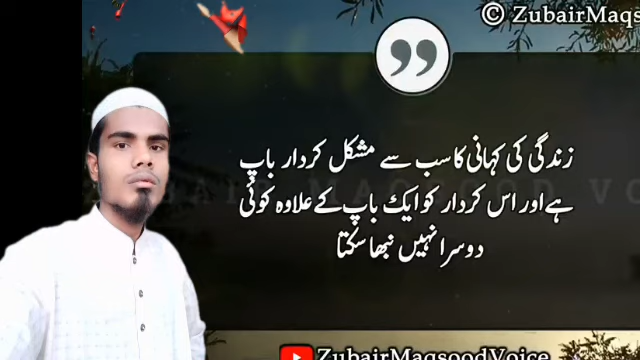 © ZubairMaqs
زندگی کی کہانی کا سب سے مشکل کردار باپ
ہے اور اس کردار کو ایک باپ کے علاوہ کوئی
دوسرا نہیں نبھا سکتا
ZubairMaqsoodVoice